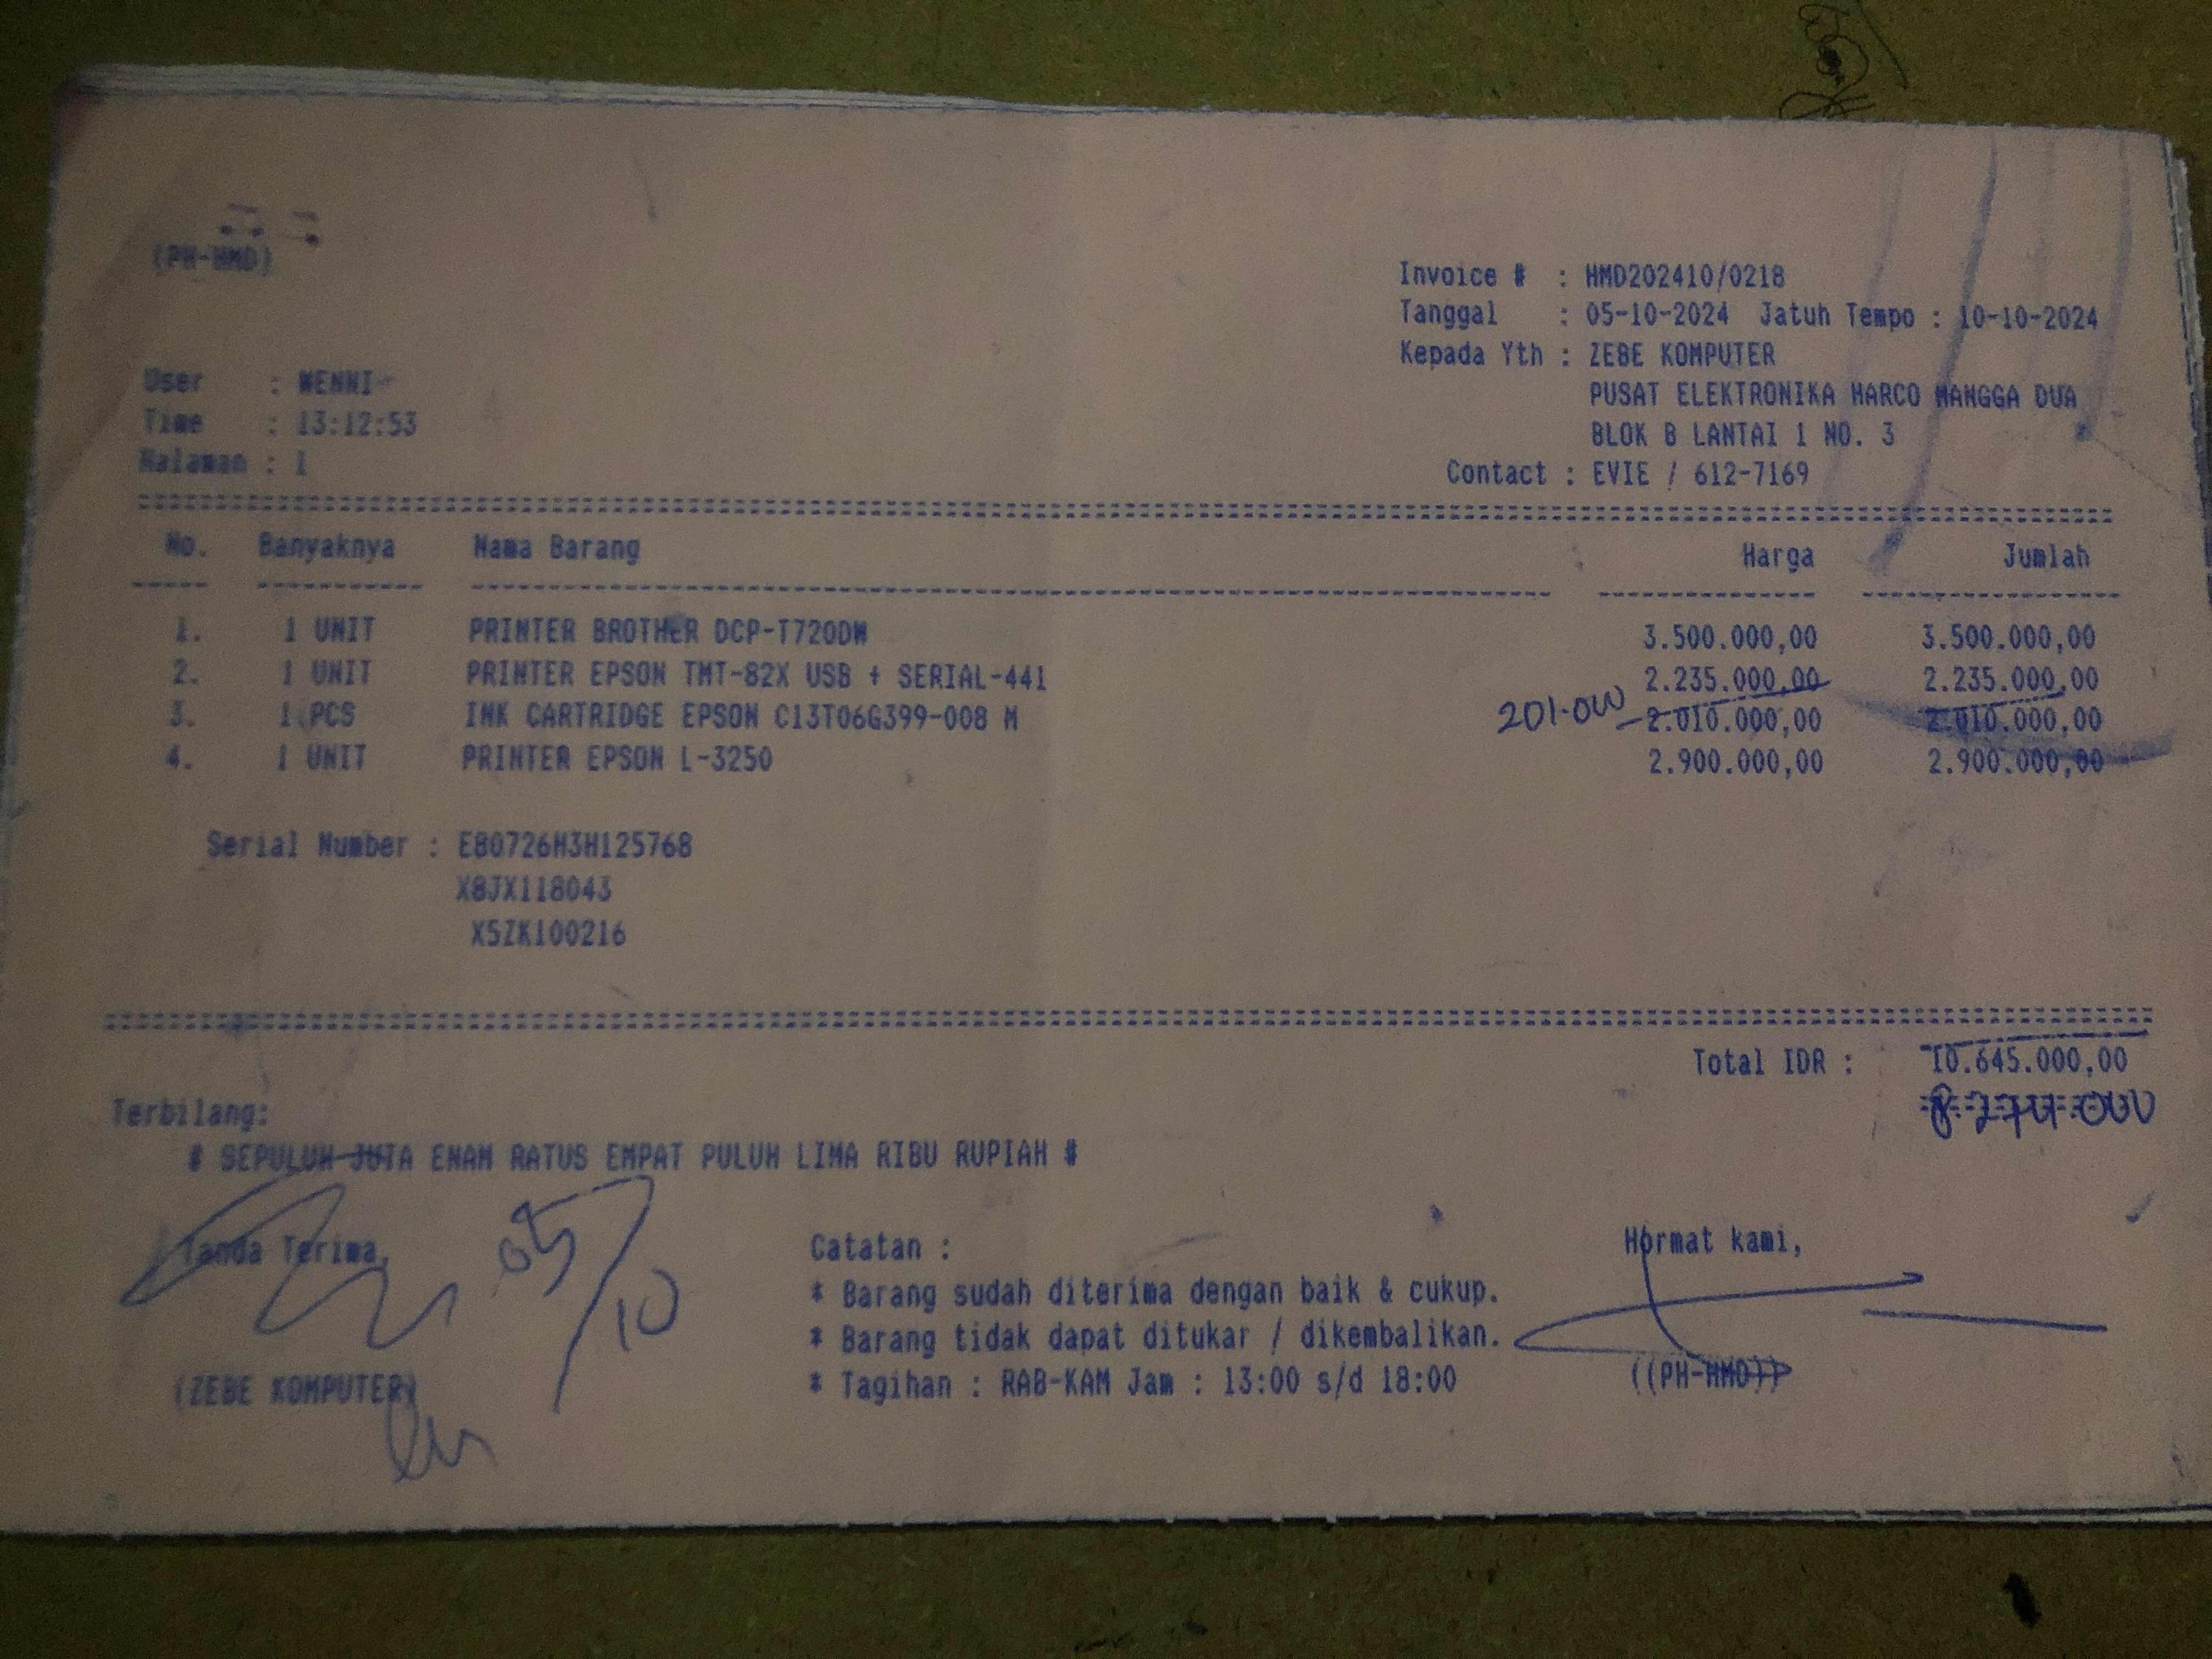 (PH-HMD)
Invoice # : HMD202410/0218
Tanggal : 05-10-2024 Jatuh Tempo : 10-10-2024
Kepada Yth : ZEBE KOMPUTER
PUSAT ELEKTRONIKA HARCO MANGGA DUA
BLOK B LANTAI 1 NO. 3
Contact : EVIE / 612-7169
User : WENNI
Time : 13:12:53
Halaman : 1
No. Banyaknya Nama Barang Harga Jumlah
1. 1 UNIT PRINTER BROTHER DCP-T720DW 3.500.000,00 3.500.000,00
2. 1 UNIT PRINTER EPSON TMT-82X USB + SERIAL-441 2.235.000,00 2.235.000,00
3. 1 PCS INK CARTRIDGE EPSON C13T06G399-008 M 201.000 2.010.000,00 2.010.000,00
4. 1 UNIT PRINTER EPSON L-3250 2.900.000,00 2.900.000,00
Serial Number : E80726H3H125768
X8JX118043
X5ZK100216
Total IDR : 10.645.000,00
Terbilang:
# SEPULUH JUTA ENAM RATUS EMPAT PULUH LIMA RIBU RUPIAH #
Tanda Terima, 05/10
Catatan :
* Barang sudah diterima dengan baik & cukup.
* Barang tidak dapat ditukar / dikembalikan.
* Tagihan : RAB-KAM Jam : 13:00 s/d 18:00
Hormat kami,
(ZEBE KOMPUTER)
((PH-HMD))